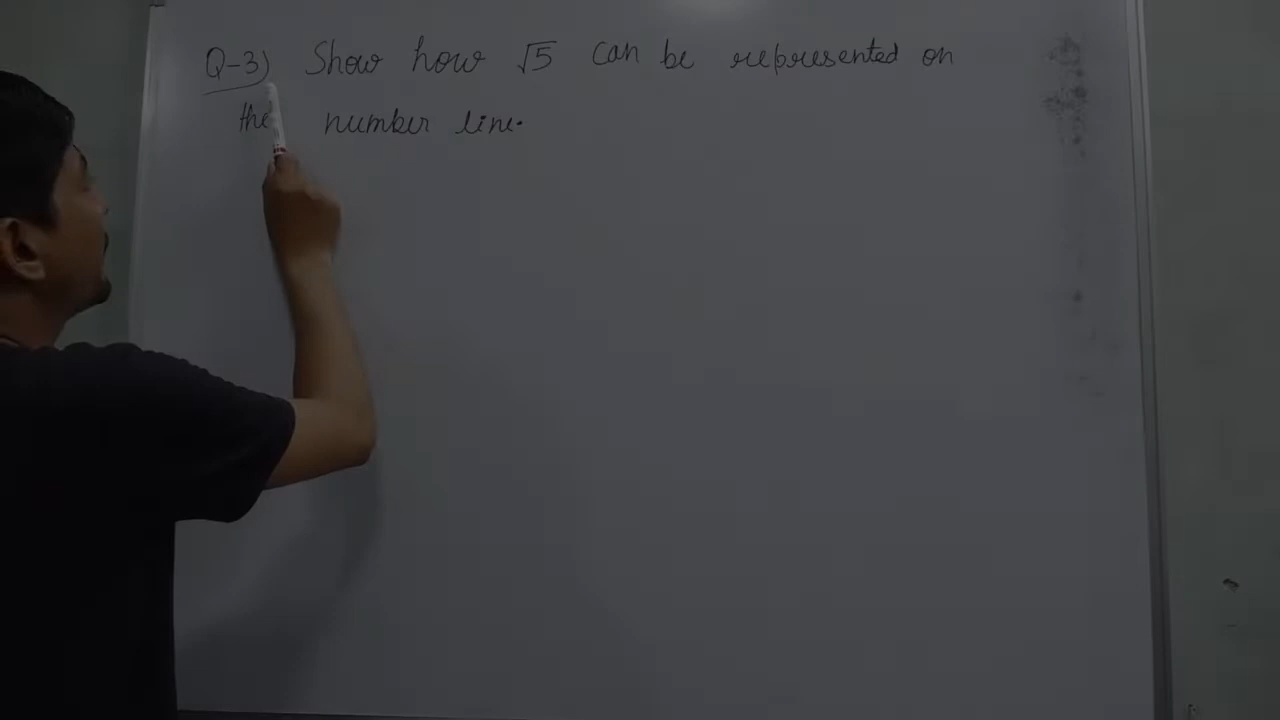 Q-3) Show how √5 can be represented on
the number line.